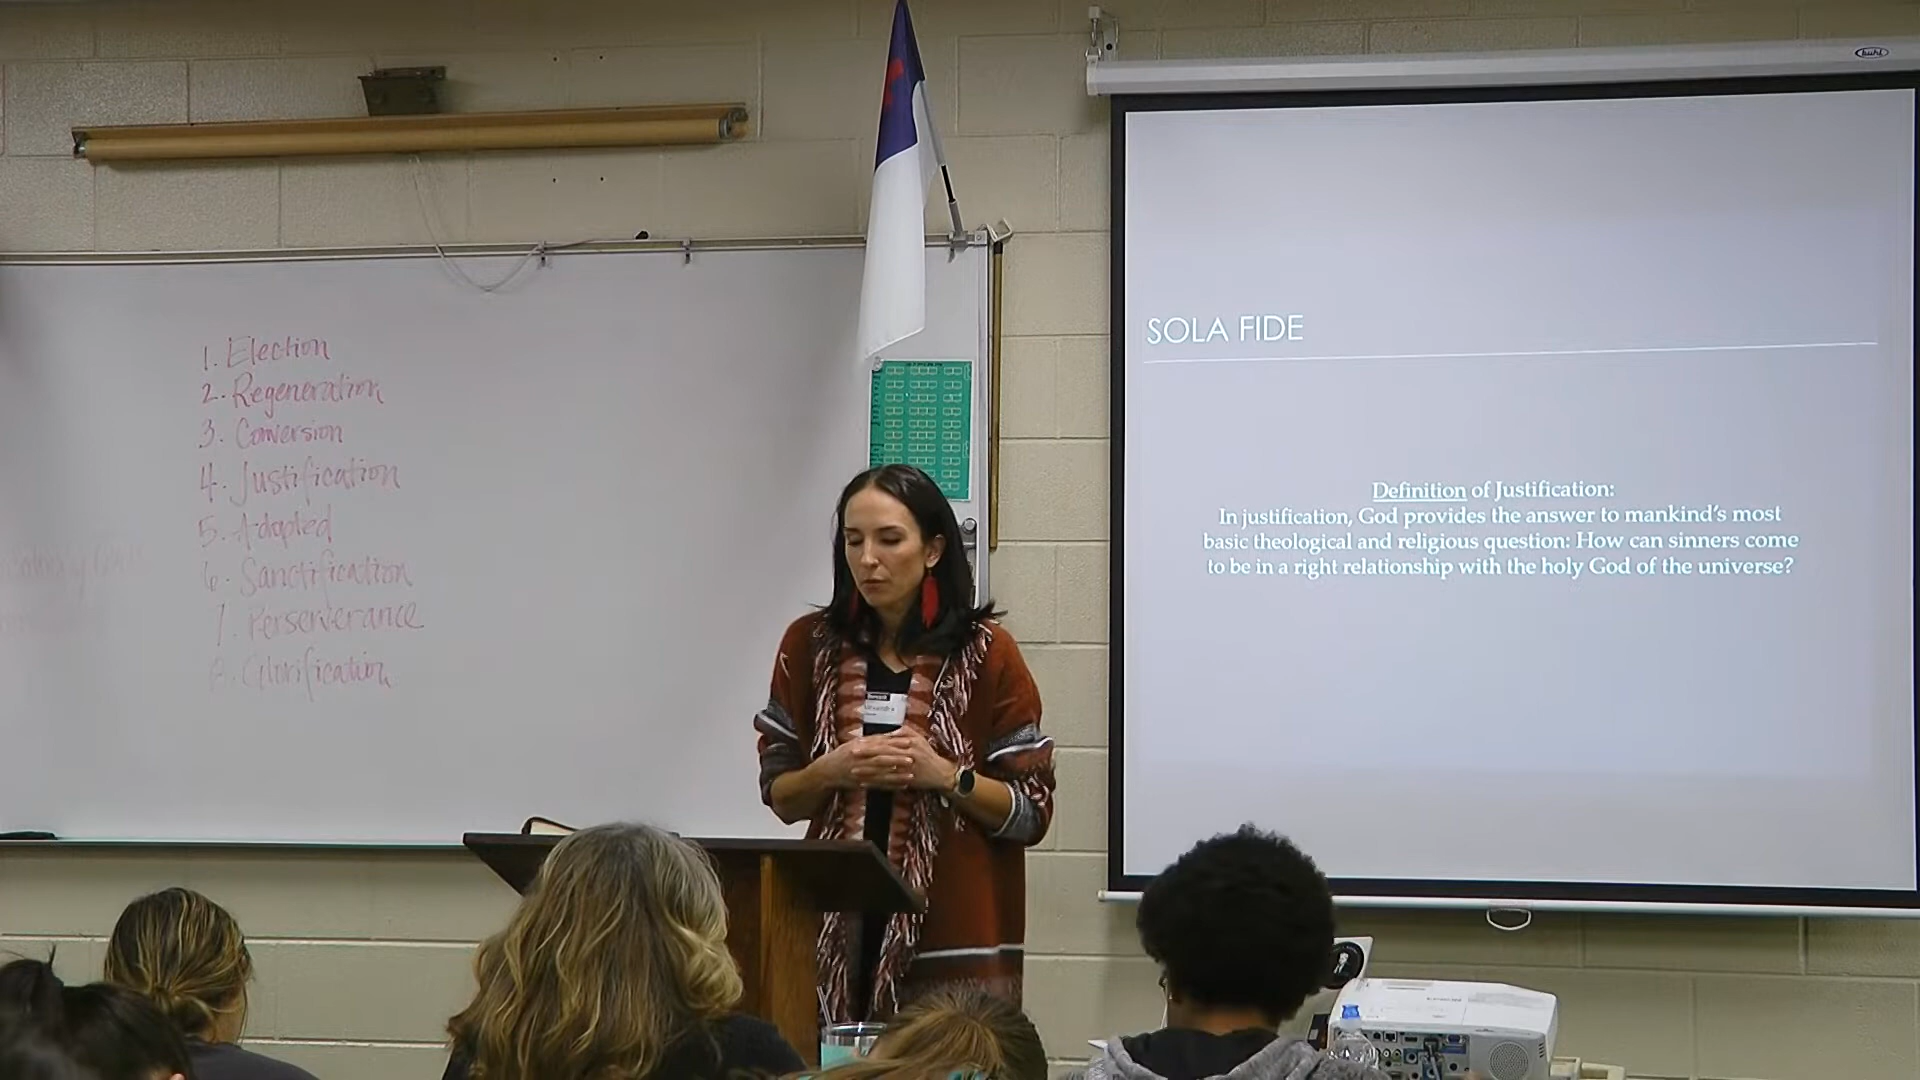 1. Election
2. Regeneration
3. Conversion
4. Justification
5. Adopted
6. Sanctification
7. Perserverance
8. Glorification
buhl
SOLA FIDE
Definition of Justification:
In justification, God provides the answer to mankind's most
basic theological and religious question: How can sinners come
to be in a right relationship with the holy God of the universe?